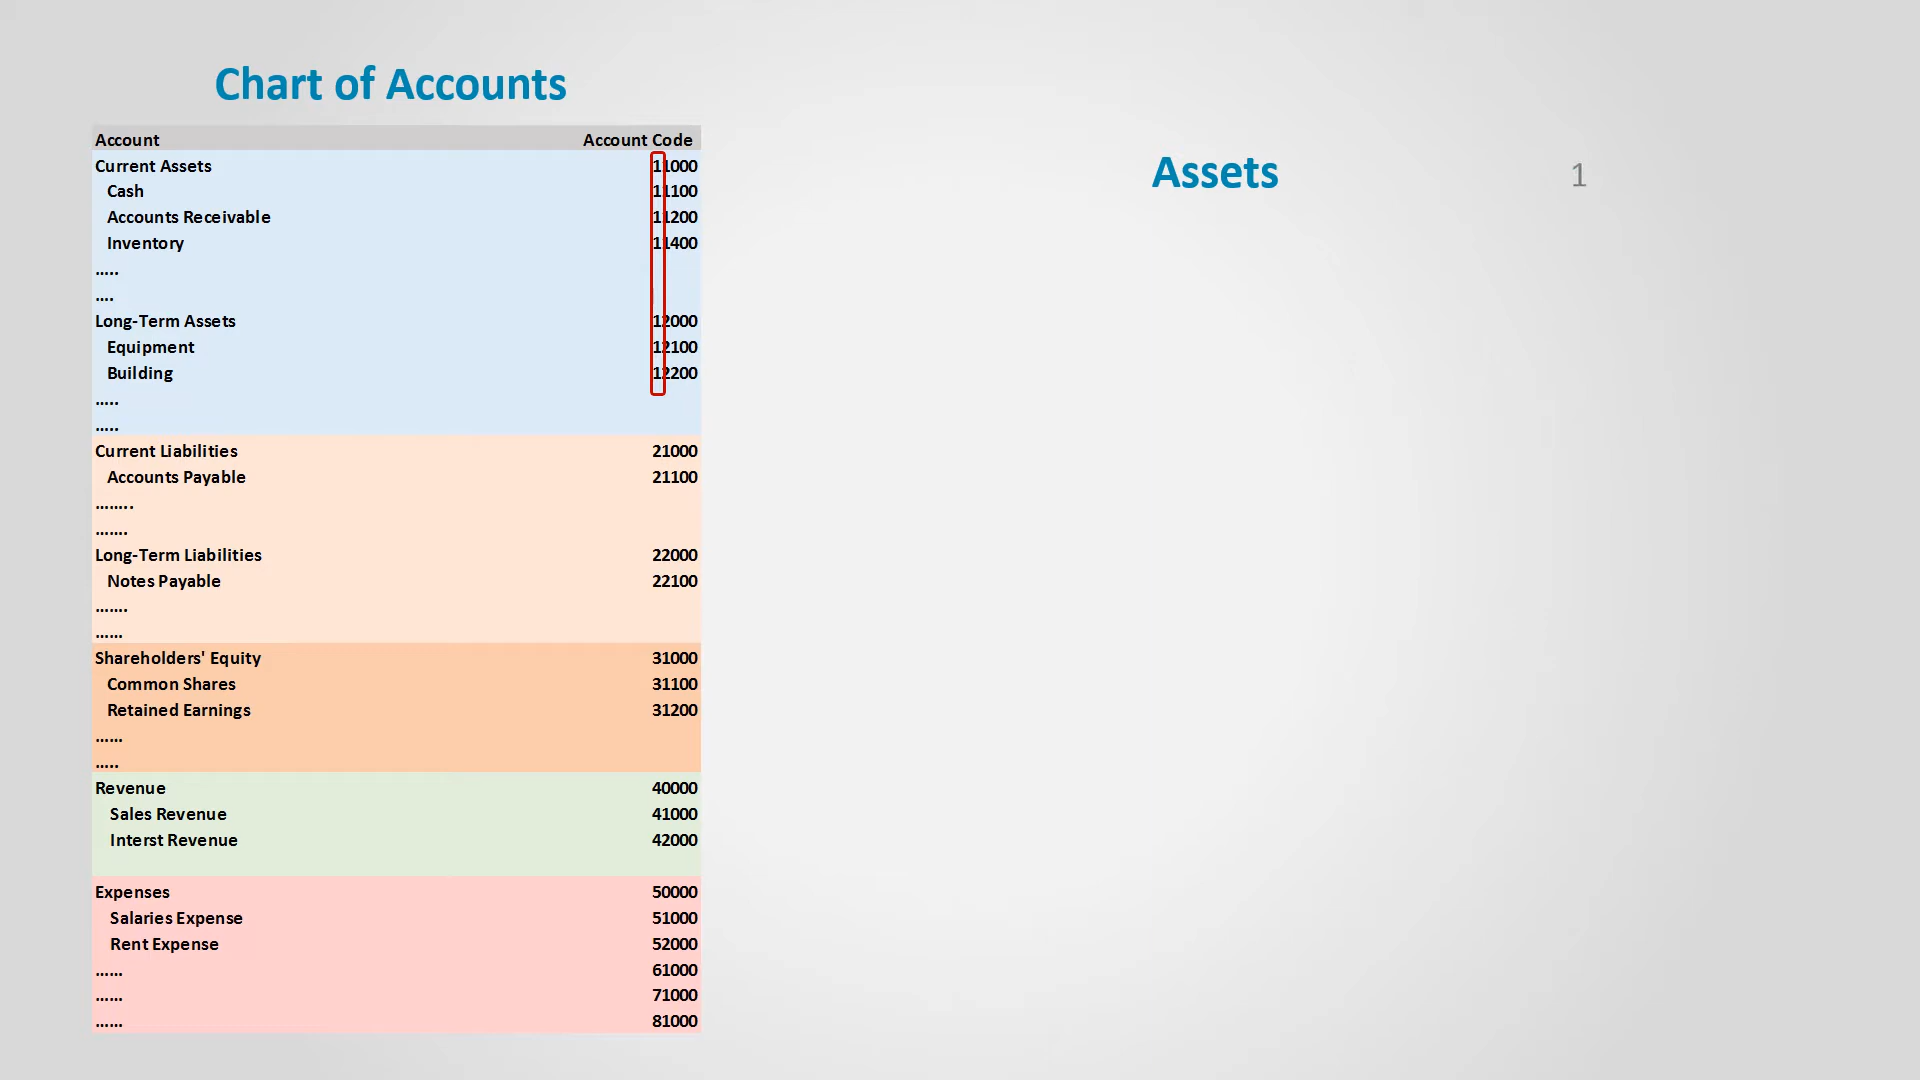 Chart of Accounts
Account Account Code
Current Assets 11000
Cash 11100
Accounts Receivable 11200
Inventory 11400
.....
....
Long-Term Assets 12000
Equipment 12100
Building 12200
.....
.....
Current Liabilities 21000
Accounts Payable 21100
........
.......
Long-Term Liabilities 22000
Notes Payable 22100
.......
......
Shareholders' Equity 31000
Common Shares 31100
Retained Earnings 31200
......
.....
Revenue 40000
Sales Revenue 41000
Interst Revenue 42000
Expenses 50000
Salaries Expense 51000
Rent Expense 52000
...... 61000
...... 71000
...... 81000
Assets 1